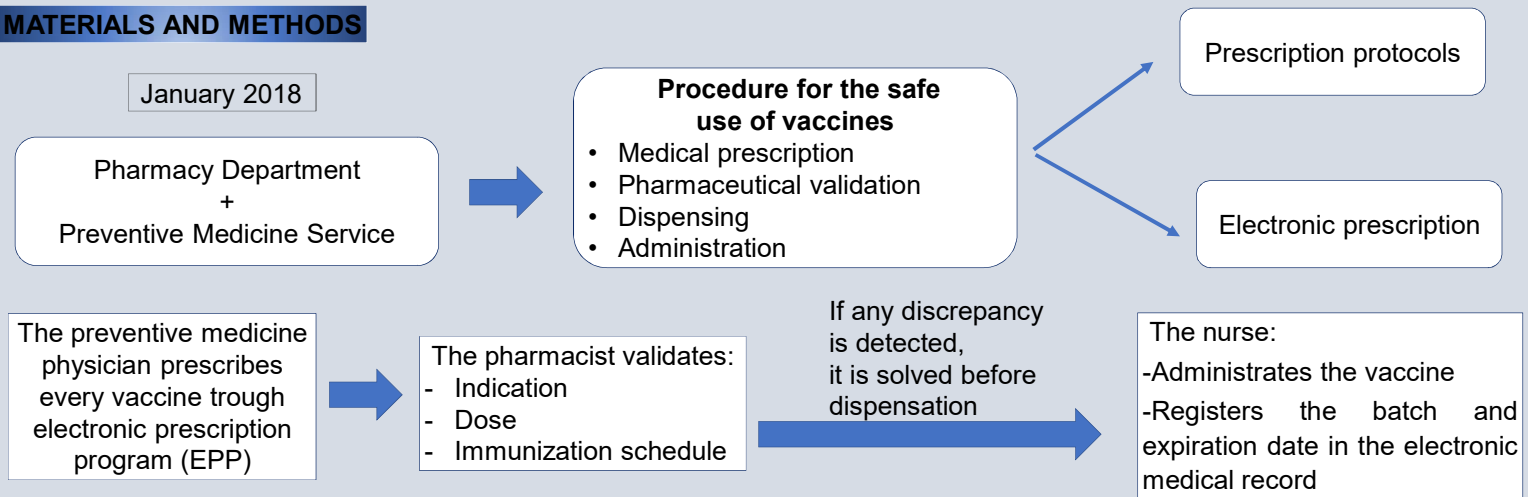 MATERIALS AND METHODS
January 2018
Pharmacy Department
+
Preventive Medicine Service
Procedure for the safe
use of vaccines
• Medical prescription
• Pharmaceutical validation
• Dispensing
• Administration
Prescription protocols
Electronic prescription
The preventive medicine
physician prescribes
every vaccine trough
electronic prescription
program (EPP)
The pharmacist validates:
- Indication
- Dose
- Immunization schedule
If any discrepancy
is detected,
it is solved before
dispensation
The nurse:
-Administrates the vaccine
-Registers the batch and
expiration date in the electronic
medical record